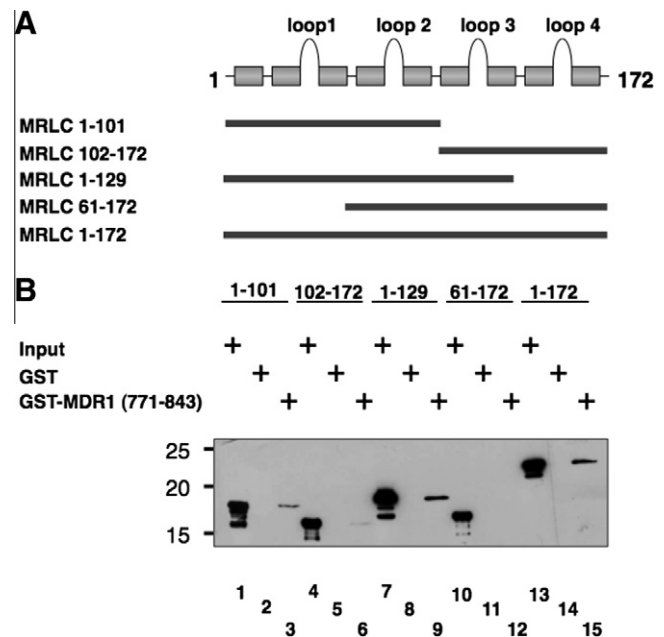 A
loop1 loop 2 loop 3 loop 4
1 172
MRLC 1-101
MRLC 102-172
MRLC 1-129
MRLC 61-172
MRLC 1-172
B
1-101 102-172 1-129 61-172 1-172
Input + + + + +
GST + + + + +
GST-MDR1 (771-843) + + + + +
25
20
15
1 2 3 4 5 6 7 8 9 10 11 12 13 14 15